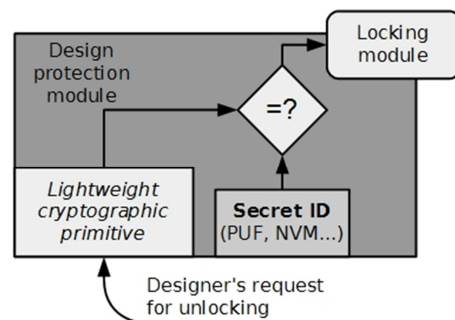 Design
protection
module
Locking
module
=?
Lightweight
cryptographic
primitive
Secret ID
(PUF, NVM...)
Designer's request
for unlocking